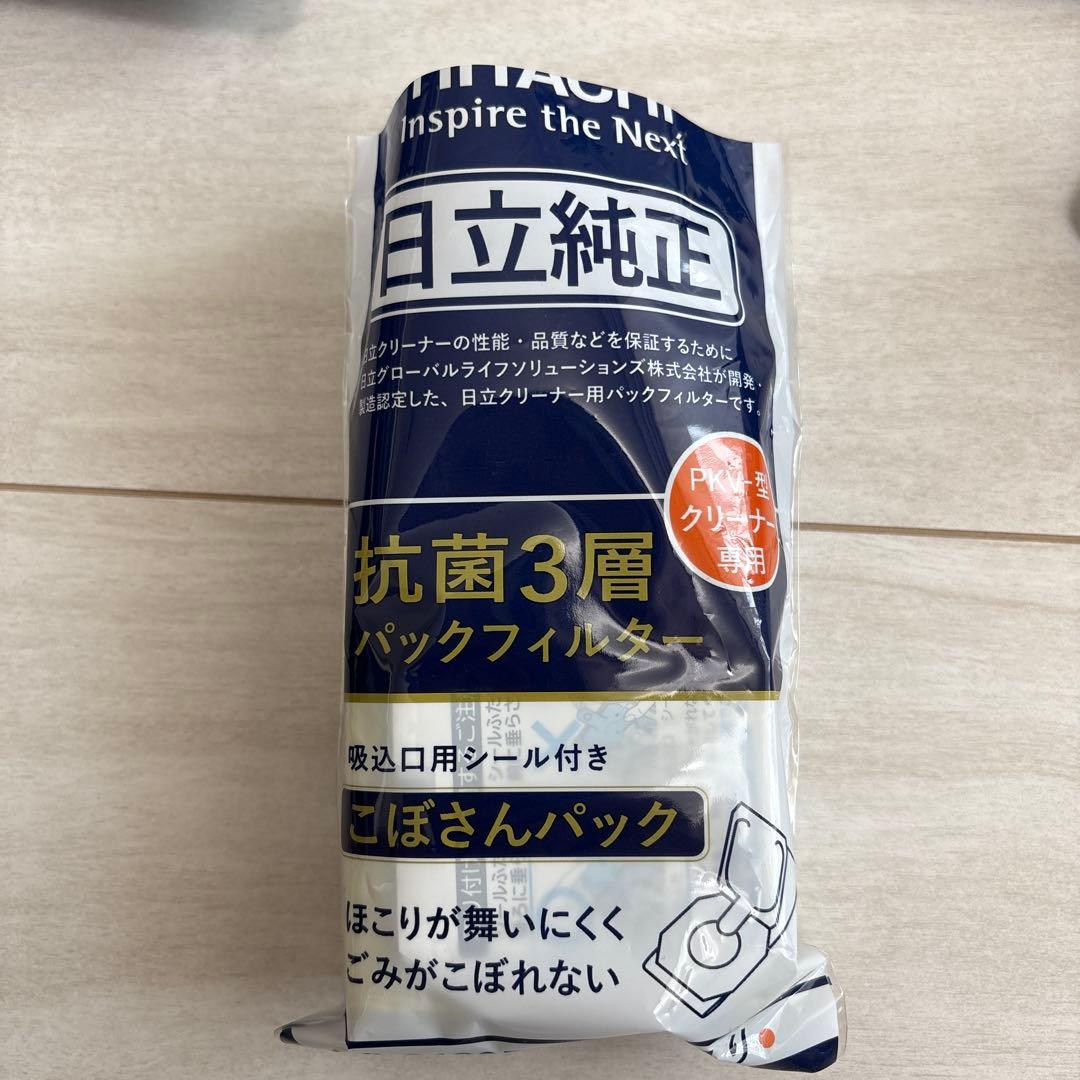 HITACHI
Inspire the Next
日立純正
日立クリーナーの性能・品質などを保証するために
日立グローバルライフソリューションズ株式会社が開発・
製造認定した、日立クリーナー用パックフィルターです。
PKV-型
クリーナー
専用
抗菌3層
パックフィルター
吸込口用シール付き
こぼさんパック
ほこりが舞いにくく
ごみがこぼれない